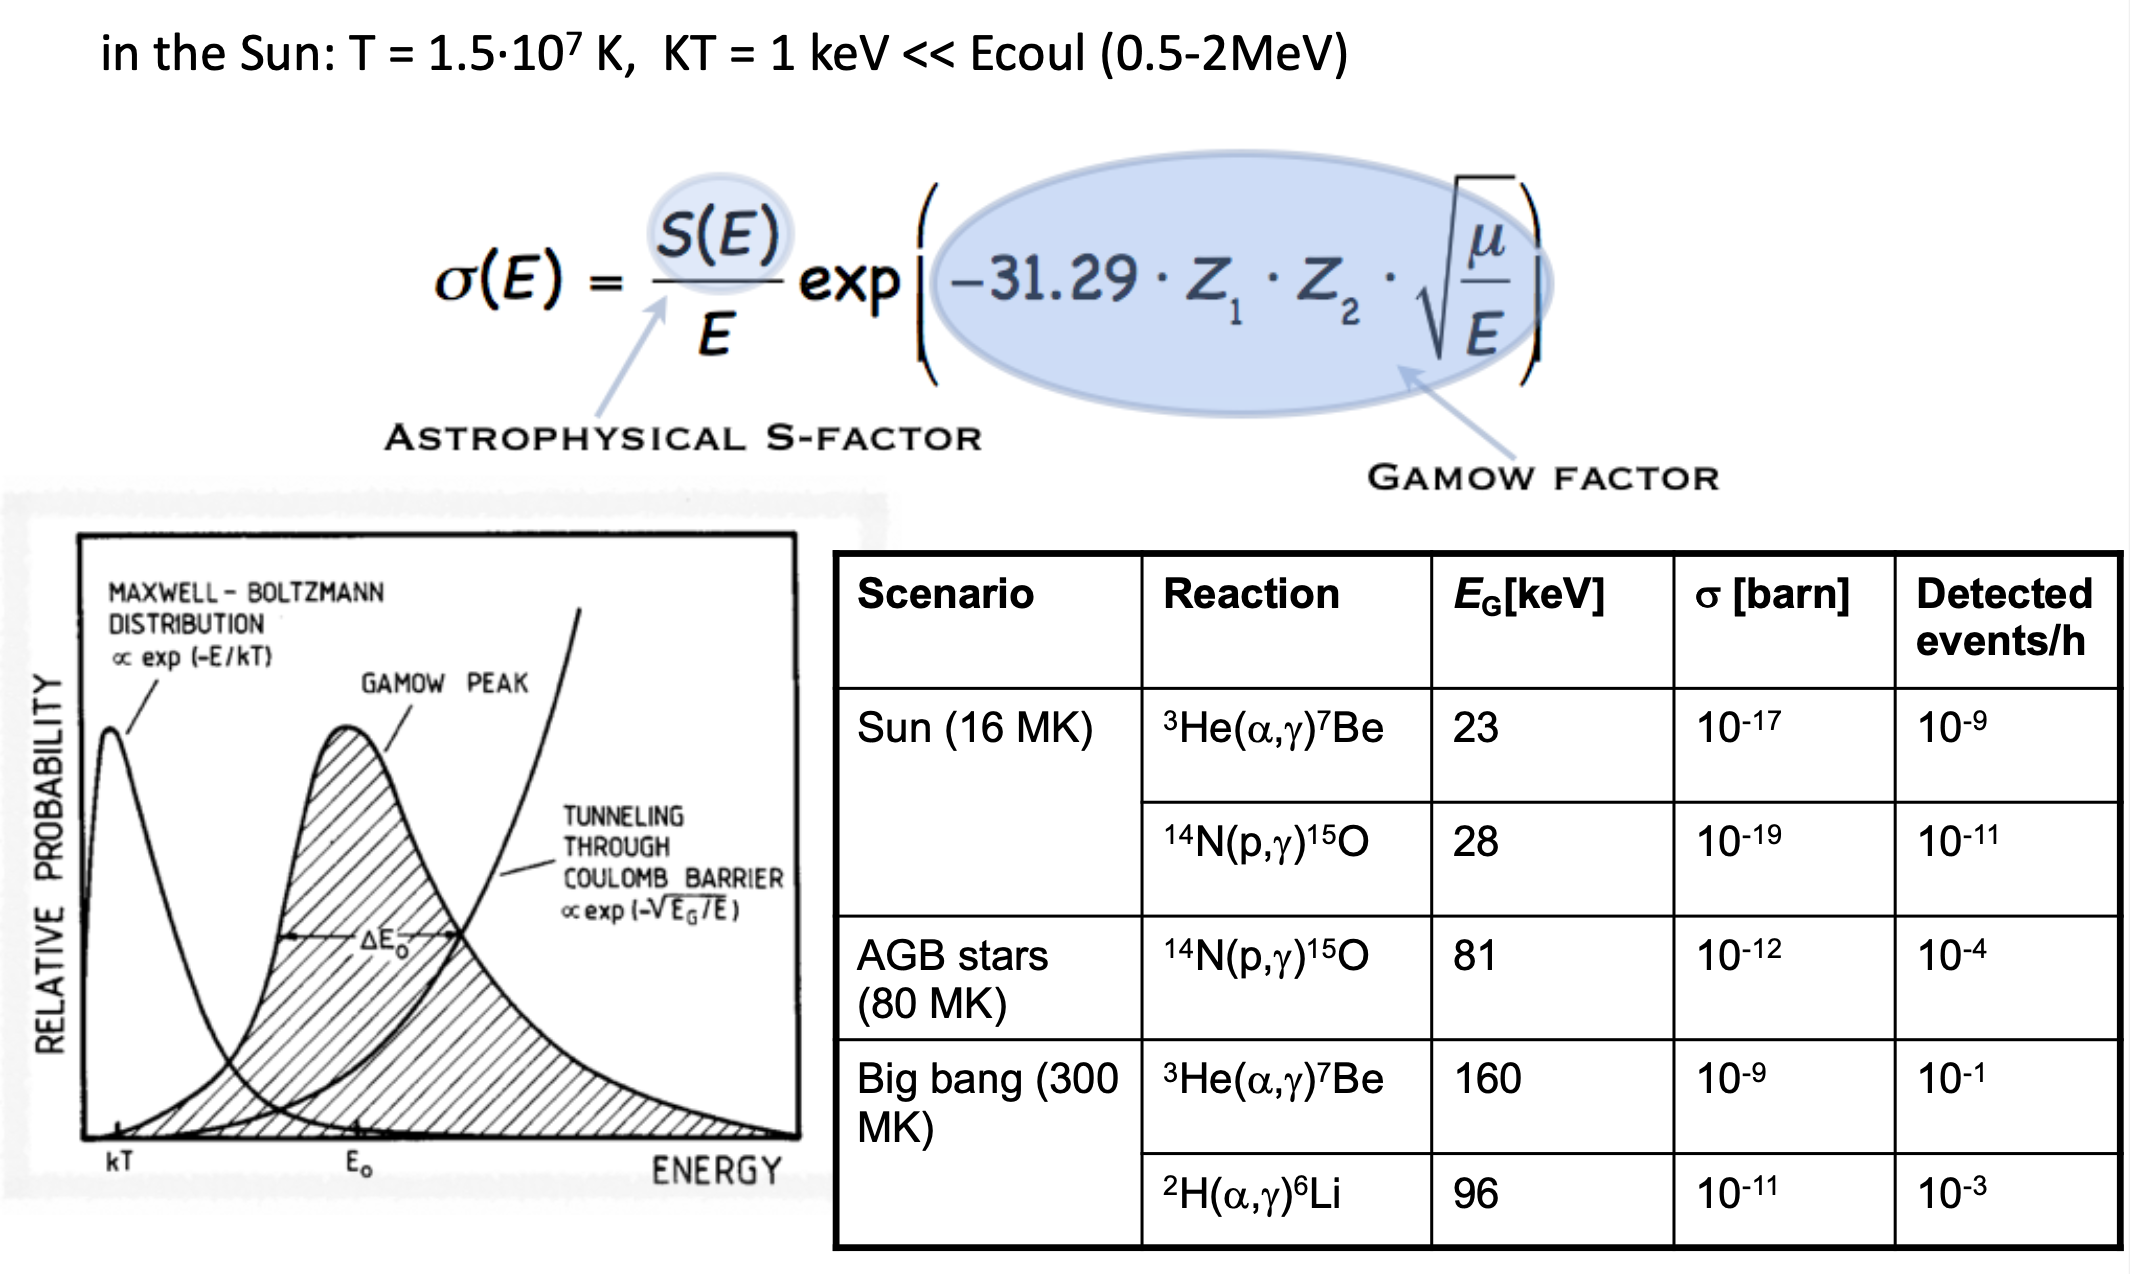 in the Sun: T = 1.5·10⁷ K,  KT = 1 keV << Ecoul (0.5-2MeV)
σ(E) = S(E)/E exp(−31.29 · Z₁ · Z₂ · √(μ/E))
ASTROPHYSICAL S-FACTOR
GAMOW FACTOR
MAXWELL - BOLTZMANN
DISTRIBUTION
∝ exp (-E/kT)
GAMOW PEAK
TUNNELING
THROUGH
COULOMB BARRIER
∝ exp (-√(E_G/E))
ΔE₀
RELATIVE PROBABILITY
kT
E₀
ENERGY
Scenario Reaction E_G[keV] σ [barn] Detected
events/h
Sun (16 MK) ³He(α,γ)⁷Be 23 10⁻¹⁷ 10⁻⁹
¹⁴N(p,γ)¹⁵O 28 10⁻¹⁹ 10⁻¹¹
AGB stars ¹⁴N(p,γ)¹⁵O 81 10⁻¹² 10⁻⁴
(80 MK)
Big bang (300 ³He(α,γ)⁷Be 160 10⁻⁹ 10⁻¹
MK)
²H(α,γ)⁶Li 96 10⁻¹¹ 10⁻³